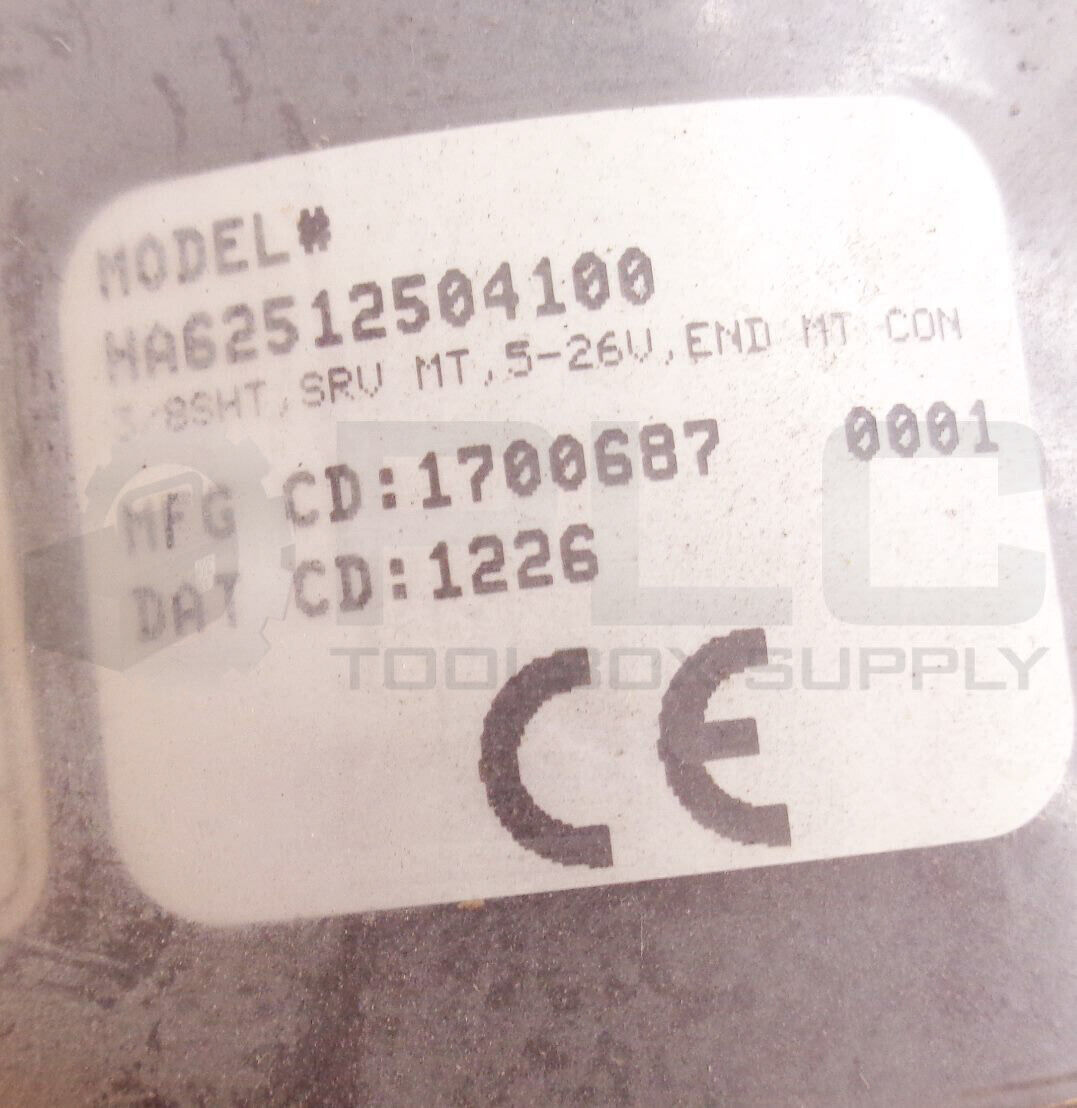 MODEL#
HA62512504100
3/8SHT, SRV MT, 5-26V, END MT CON
MFG CD:1700687 0001
DAT CD:1226
CE
PLC
TOOLBOX SUPPLY